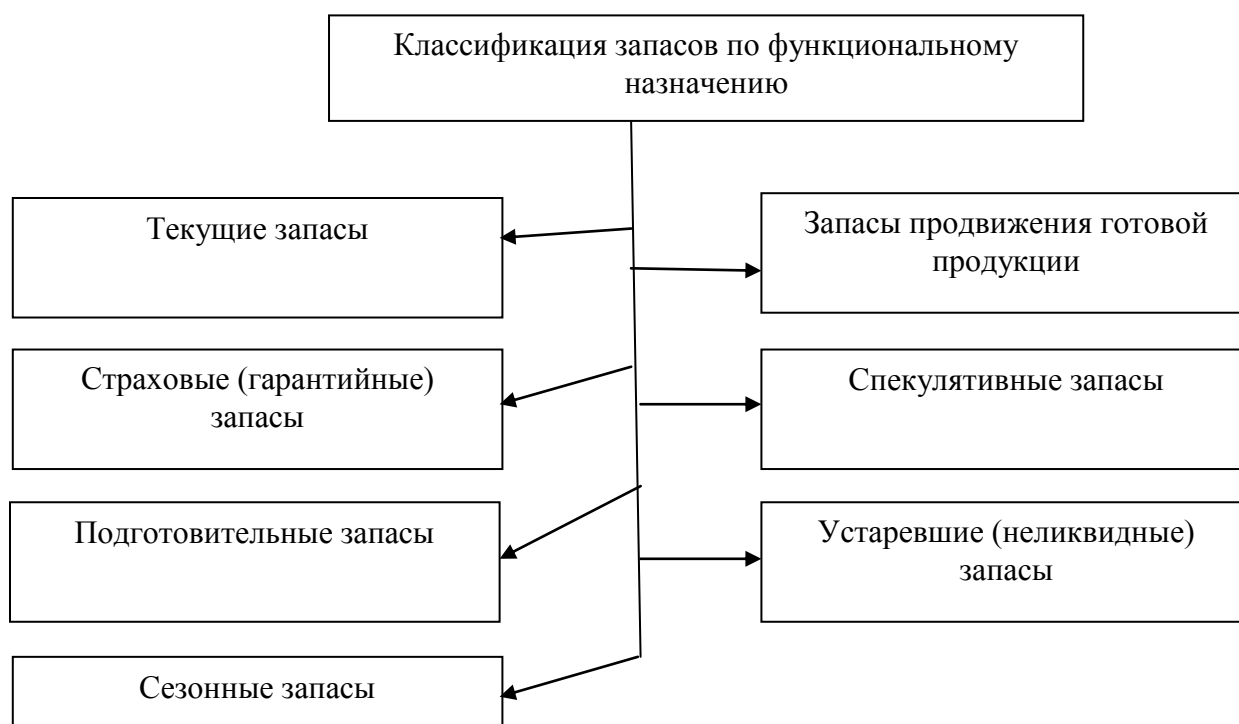 Классификация запасов по функциональному
назначению
Текущие запасы
Запасы продвижения готовой
продукции
Страховые (гарантийные)
запасы
Спекулятивные запасы
Подготовительные запасы
Устаревшие (неликвидные)
запасы
Сезонные запасы